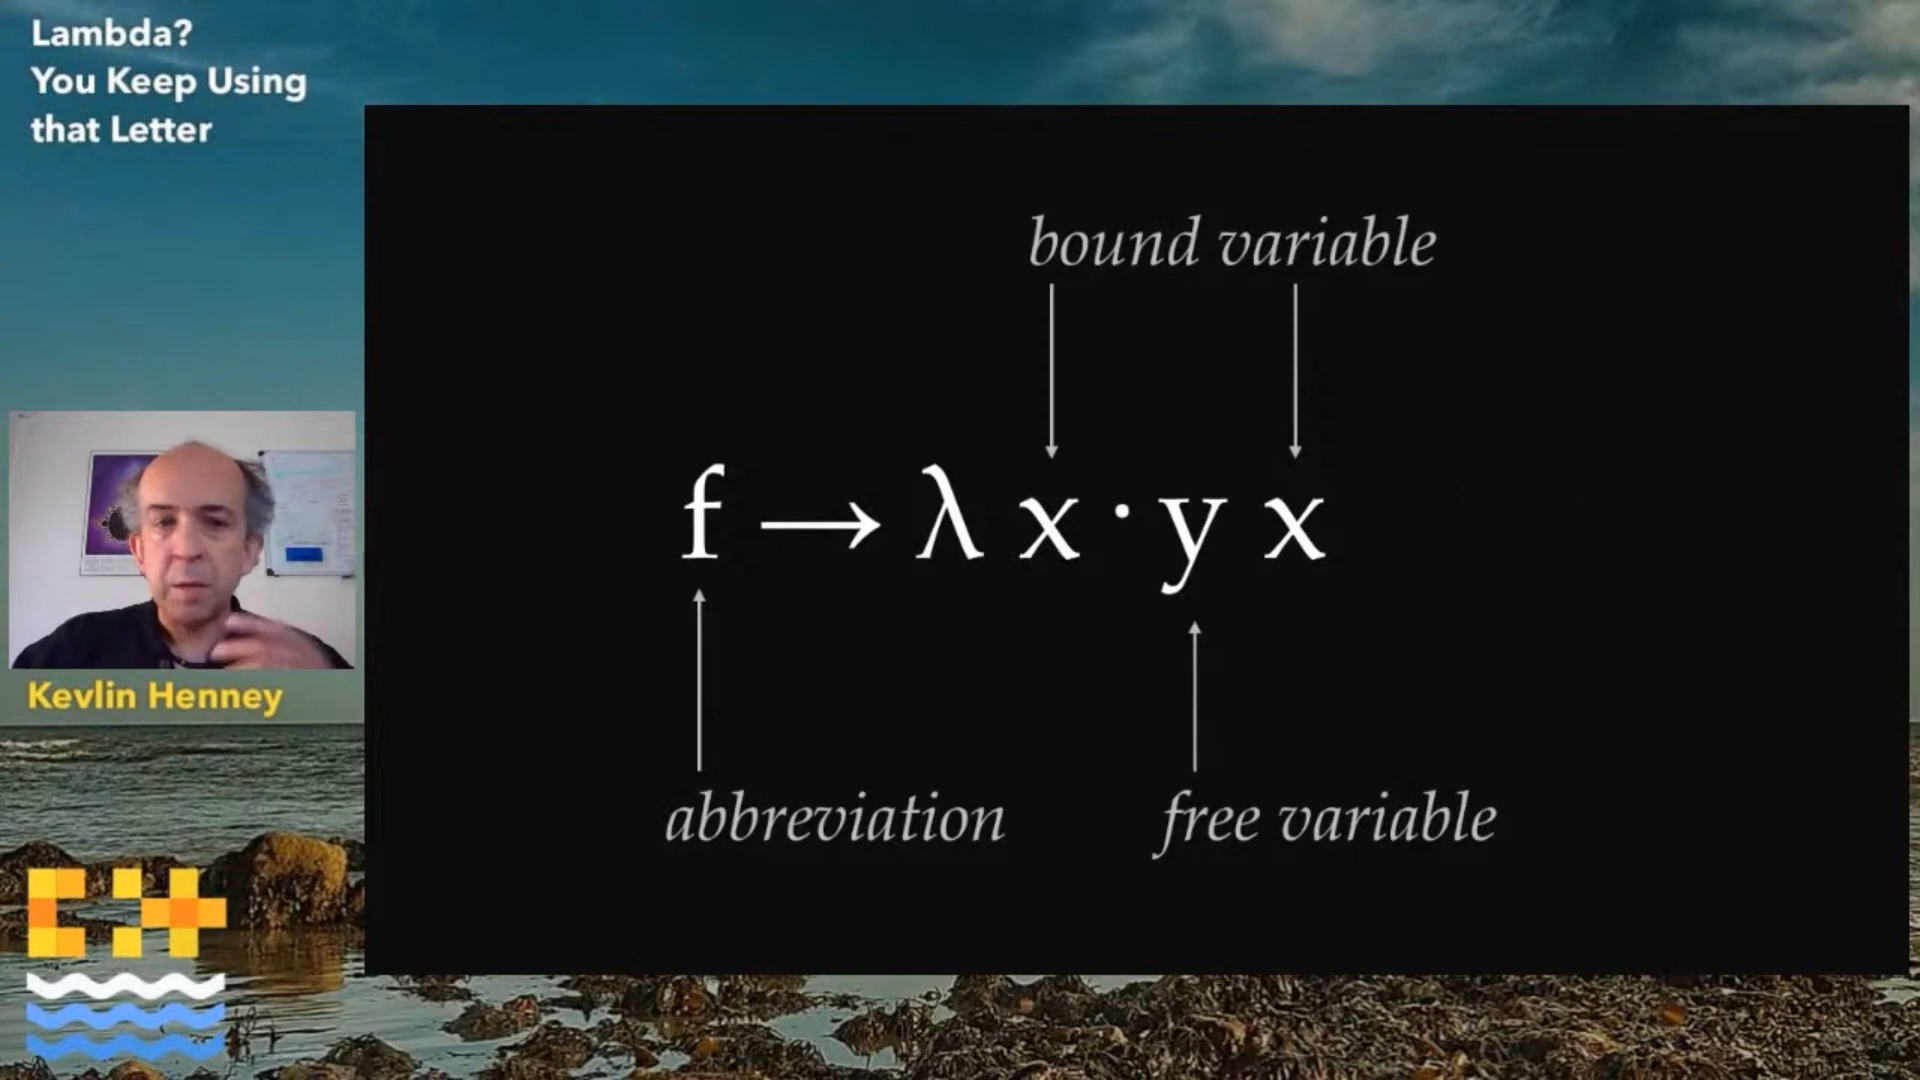 Lambda?
You Keep Using
that Letter
bound variable
f → λ x · y x
abbreviation free variable
Kevlin Henney
C++